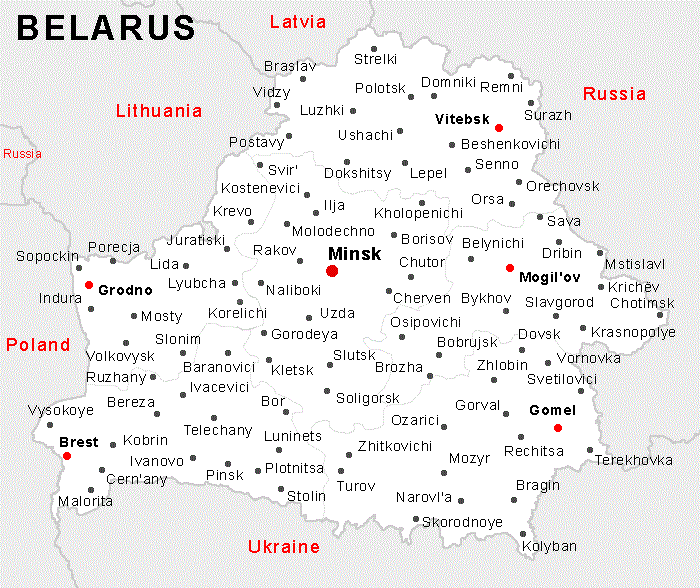 BELARUS
Latvia
Strelki
Braslav
Domniki
Remni
Polotsk
Vidzy
Russia
Lithuania
Luzhki
Surazh
Vitebsk
Ushachi
Postavy
Beshenkovichi
Russia
Svir'
Dokshitsy
Lepel
Senno
Kostenevici
Orechovsk
Orsa
Ilja
Krevo
Kholopenichi
Sava
Molodechno
Juratiski
Borisov
Belynichi
Porecja
Rakov
Minsk
Dribin
Sopockin
Lida
Chutor
Mstislavl
Mogil'ov
Lyubcha
Grodno
Naliboki
Krichëv
Indura
Cherven
Bykhov
Chotimsk
Slavgorod
Korelichi
Uzda
Mosty
Osipovichi
Krasnopolye
Gorodeya
Dovsk
Poland
Slonim
Bobrujsk
Volkovysk
Slutsk
Vornovka
Baranovici
Zhlobin
Kletsk
Brozha
Ruzhany
Svetilovici
Ivacevici
Bereza
Bor
Soligorsk
Gorval
Vysokoye
Gomel
Ozarici
Telechany
Luninets
Brest
Kobrin
Zhitkovichi
Rechitsa
Ivanovo
Mozyr
Terekhovka
Plotnitsa
Cern'any
Pinsk
Turov
Bragin
Malorita
Stolin
Narovl'a
Skorodnoye
Ukraine
Kolyban